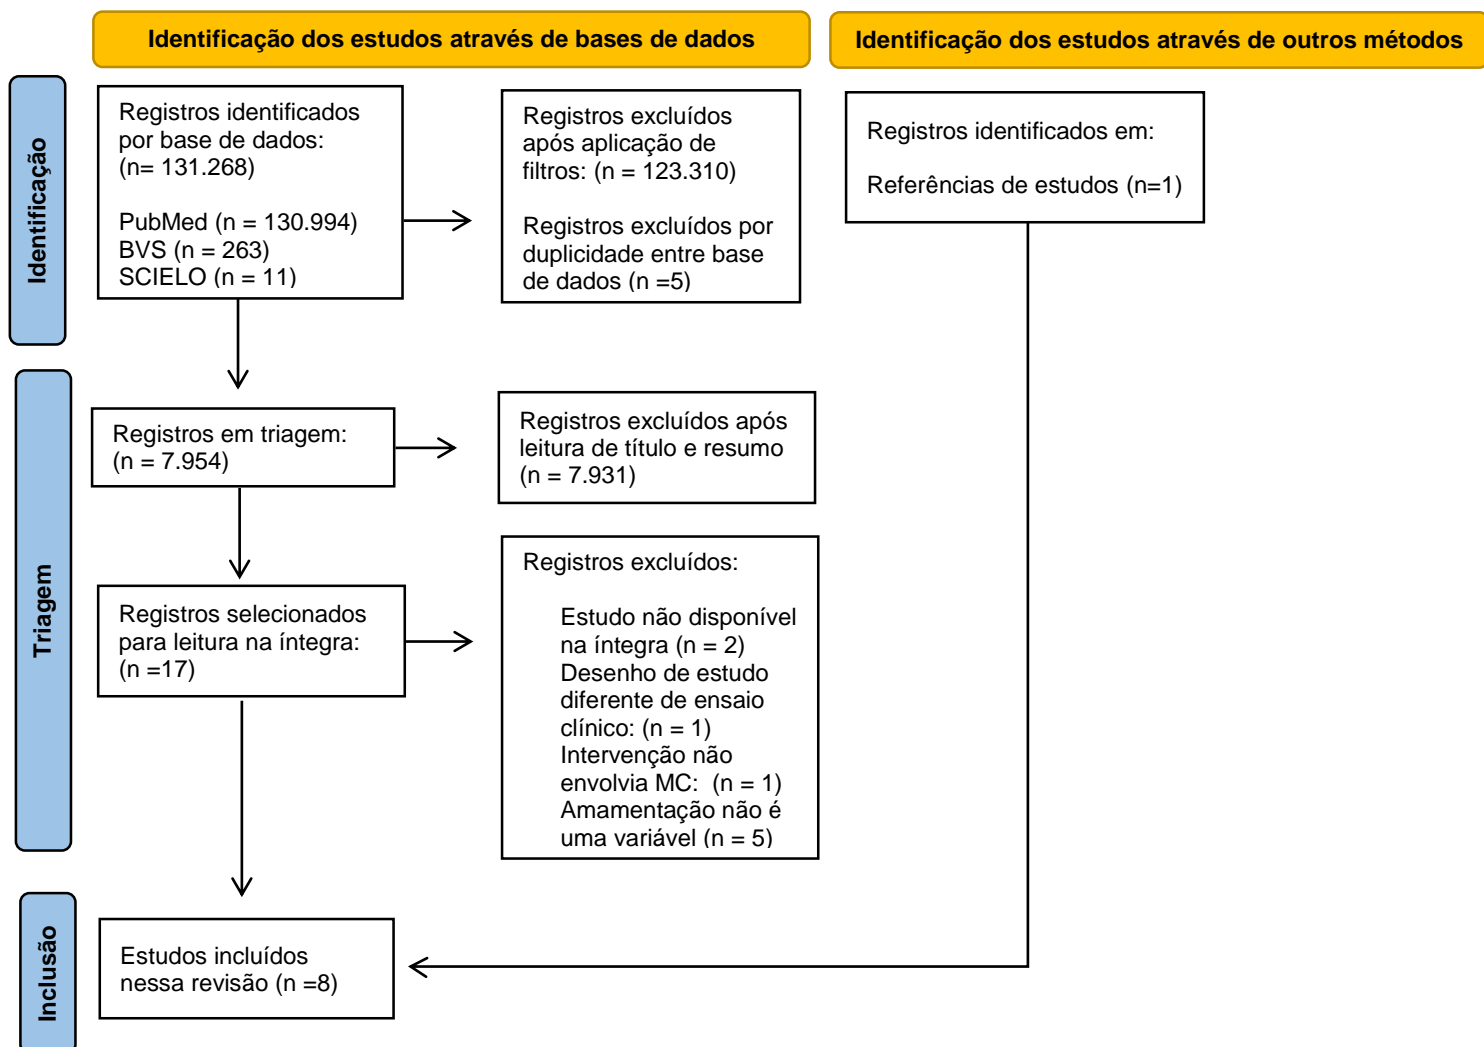 Identificação dos estudos através de bases de dados
Identificação dos estudos através de outros métodos
Identificação
Registros identificados
por base de dados:
(n= 131.268)
PubMed (n = 130.994)
BVS (n = 263)
SCIELO (n = 11)
Registros excluídos
após aplicação de
filtros: (n = 123.310)
Registros excluídos por
duplicidade entre base
de dados (n =5)
Registros identificados em:
Referências de estudos (n=1)
Triagem
Registros em triagem:
(n = 7.954)
Registros excluídos após
leitura de título e resumo
(n = 7.931)
Registros selecionados
para leitura na íntegra:
(n =17)
Registros excluídos:
Estudo não disponível
na íntegra (n = 2)
Desenho de estudo
diferente de ensaio
clínico: (n = 1)
Intervenção não
envolvia MC:  (n = 1)
Amamentação não é
uma variável (n = 5)
Inclusão
Estudos incluídos
nessa revisão (n =8)